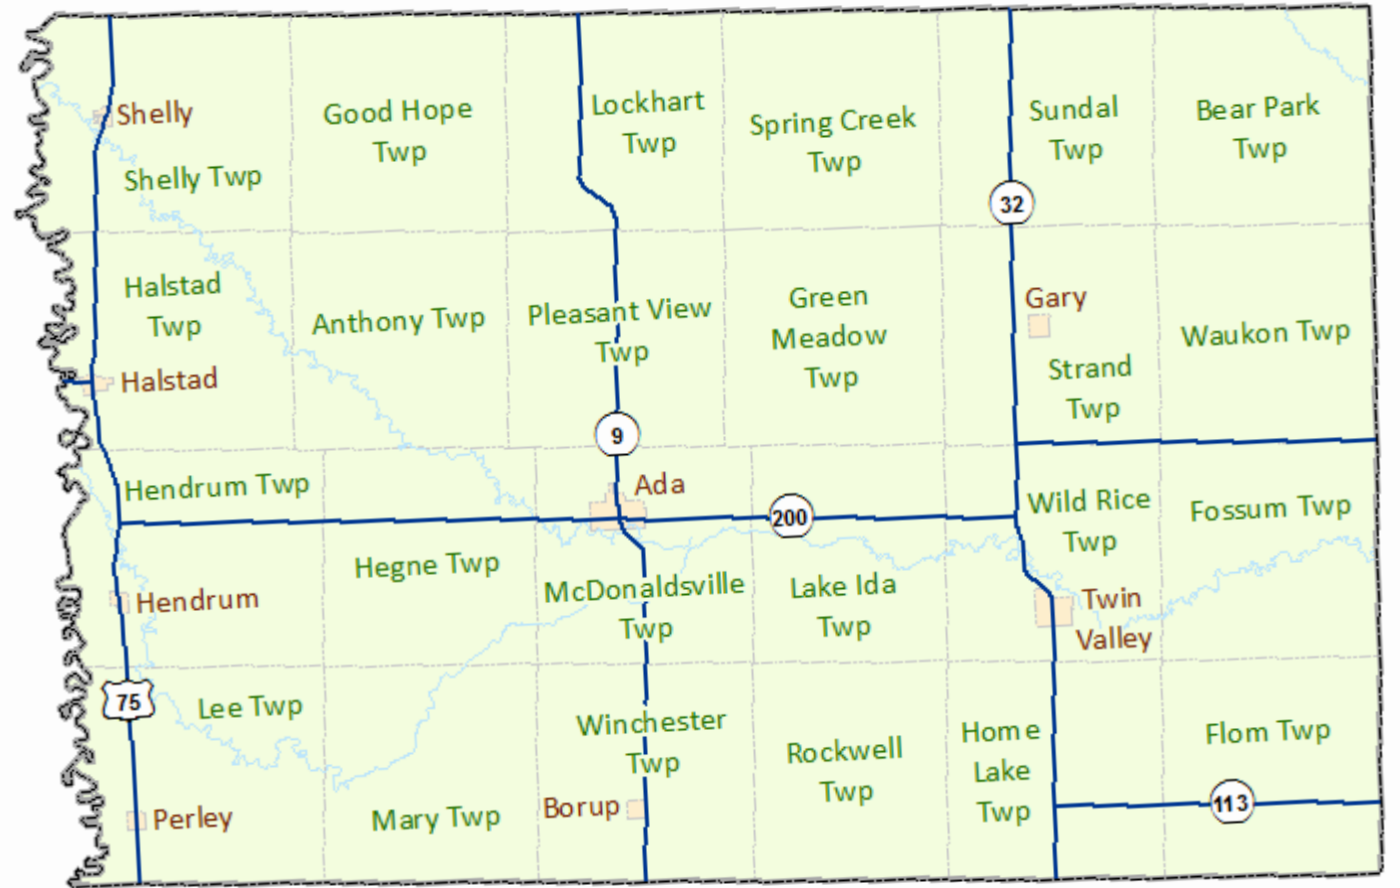 Shelly
Shelly Twp
Good Hope
Twp
Lockhart
Twp
Spring Creek
Twp
Sundal
Twp
Bear Park
Twp
32
Halstad
Twp
Halstad
Anthony Twp
Pleasant View
Twp
Green
Meadow
Twp
Gary
Strand
Twp
Waukon Twp
9
Hendrum Twp
Ada
200
Wild Rice
Twp
Fossum Twp
Hegne Twp
Hendrum
McDonaldsville
Twp
Lake Ida
Twp
Twin
Valley
75
Lee Twp
Winchester
Twp
Rockwell
Twp
Home
Lake
Twp
Flom Twp
113
Perley
Mary Twp
Borup